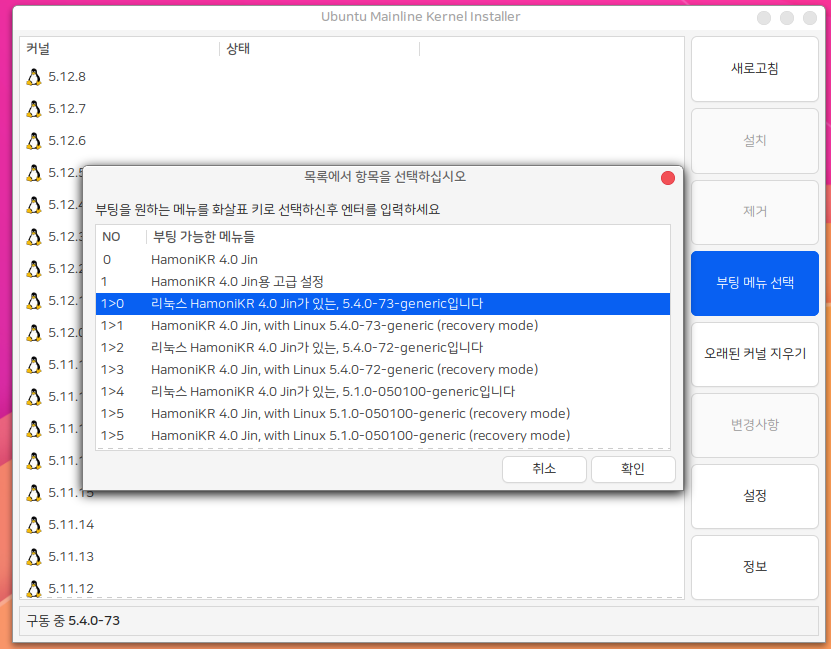 Ubuntu Mainline Kernel Installer
커널 상태
5.12.8
5.12.7
5.12.6
5.12.5
5.12.4
5.12.3
5.12.2
5.12.1
5.12.0
5.11.1
5.11.1
5.11.1
5.11.1
5.11.15
5.11.14
5.11.13
5.11.12
목록에서 항목을 선택하십시오
부팅을 원하는 메뉴를 화살표 키로 선택하신후 엔터를 입력하세요
NO 부팅 가능한 메뉴들
0 HamoniKR 4.0 Jin
1 HamoniKR 4.0 Jin용 고급 설정
1>0 리눅스 HamoniKR 4.0 Jin가 있는, 5.4.0-73-generic입니다
1>1 HamoniKR 4.0 Jin, with Linux 5.4.0-73-generic (recovery mode)
1>2 리눅스 HamoniKR 4.0 Jin가 있는, 5.4.0-72-generic입니다
1>3 HamoniKR 4.0 Jin, with Linux 5.4.0-72-generic (recovery mode)
1>4 리눅스 HamoniKR 4.0 Jin가 있는, 5.1.0-050100-generic입니다
1>5 HamoniKR 4.0 Jin, with Linux 5.1.0-050100-generic (recovery mode)
1>5 HamoniKR 4.0 Jin, with Linux 5.1.0-050100-generic (recovery mode)
취소 확인
새로고침
설치
제거
부팅 메뉴 선택
오래된 커널 지우기
변경사항
설정
정보
구동 중 5.4.0-73